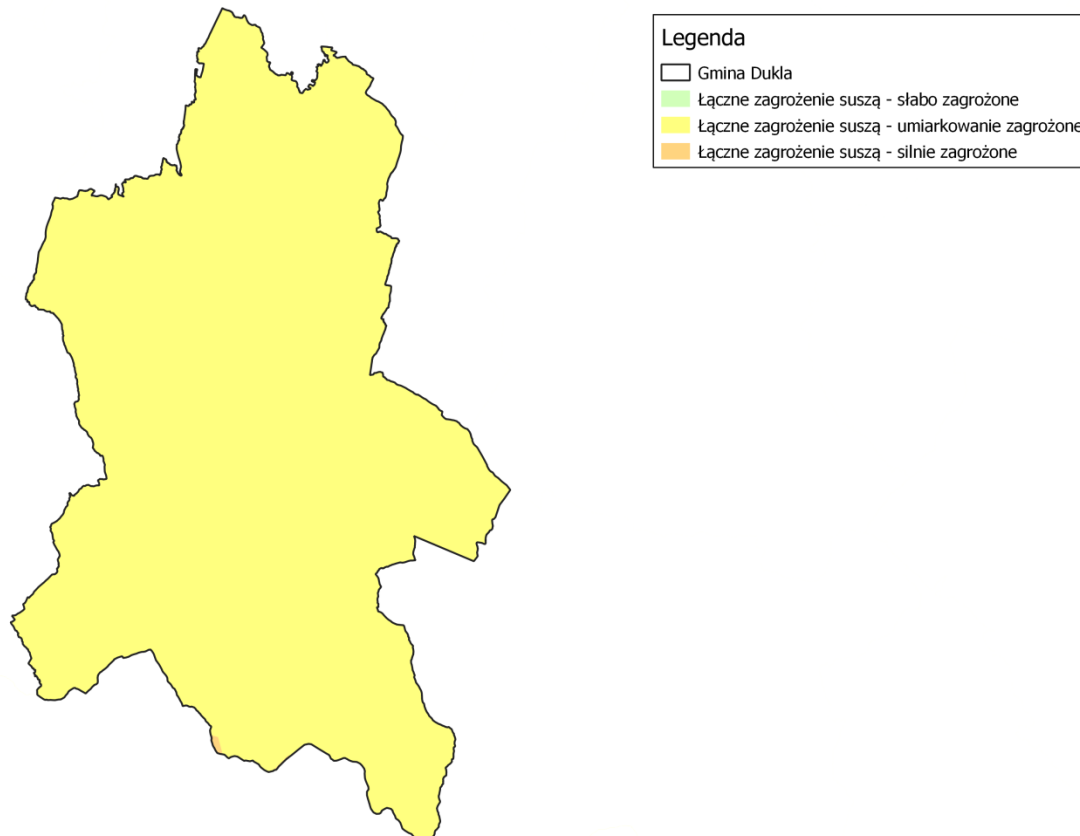 Legenda
Gmina Dukla
Łączne zagrożenie suszą - słabo zagrożone
Łączne zagrożenie suszą - umiarkowanie zagrożone
Łączne zagrożenie suszą - silnie zagrożone